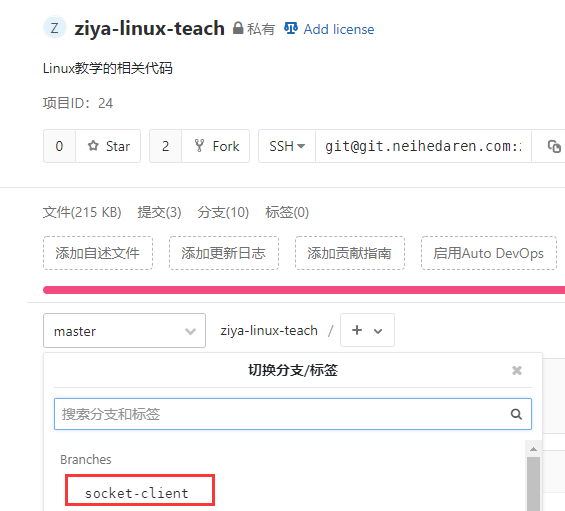 Z ziya-linux-teach 私有 Add license
Linux教学的相关代码
项目ID: 24
0 Star 2 Fork SSH git@git.neihedaren.com:
文件(215 KB) 提交(3) 分支(10) 标签(0)
添加自述文件 添加更新日志 添加贡献指南 启用Auto DevOps
master ziya-linux-teach / +
切换分支/标签
搜索分支和标签
Branches
socket-client